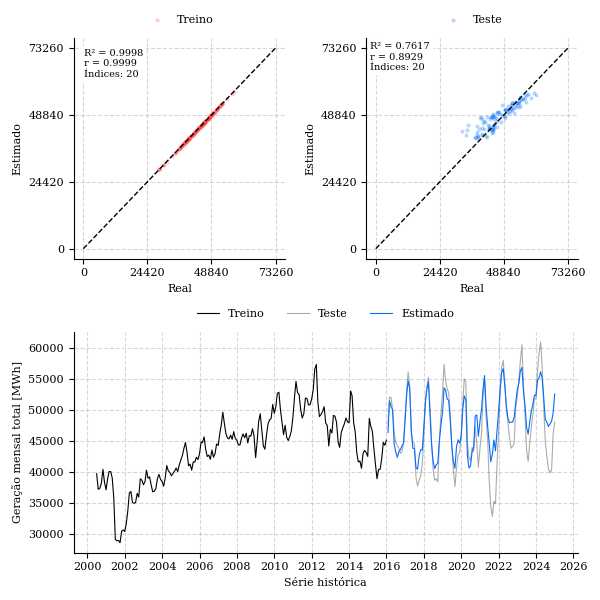 Treino
R² = 0.9998
r = 0.9999
Índices: 20
73260
48840
24420
0
Estimado
0 24420 48840 73260
Real
Teste
R² = 0.7617
r = 0.8929
Índices: 20
73260
48840
24420
0
Estimado
0 24420 48840 73260
Real
Treino Teste Estimado
60000
55000
50000
45000
40000
35000
30000
Geração mensal total [MWh]
2000 2002 2004 2006 2008 2010 2012 2014 2016 2018 2020 2022 2024 2026
Série histórica